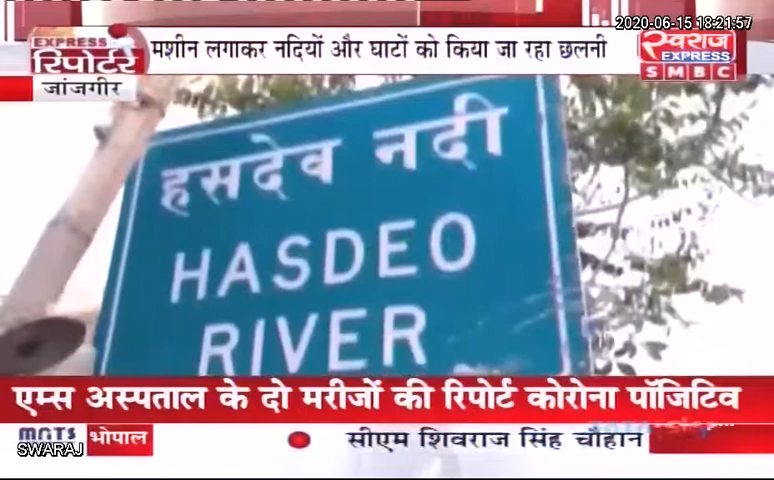 2020-06-15 18:21:57
EXPRESS
रिपोर्टर
मशीन लगाकर नदियों और घाटों को किया जा रहा छलनी
स्वराज
EXPRESS
SMBC
जांजगीर
हसदेव नदी
HASDEO
RIVER
एम्स अस्पताल के दो मरीजों की रिपोर्ट कोरोना पॉजिटिव
भोपाल
सीएम शिवराज सिंह चौहान
SWARAJ